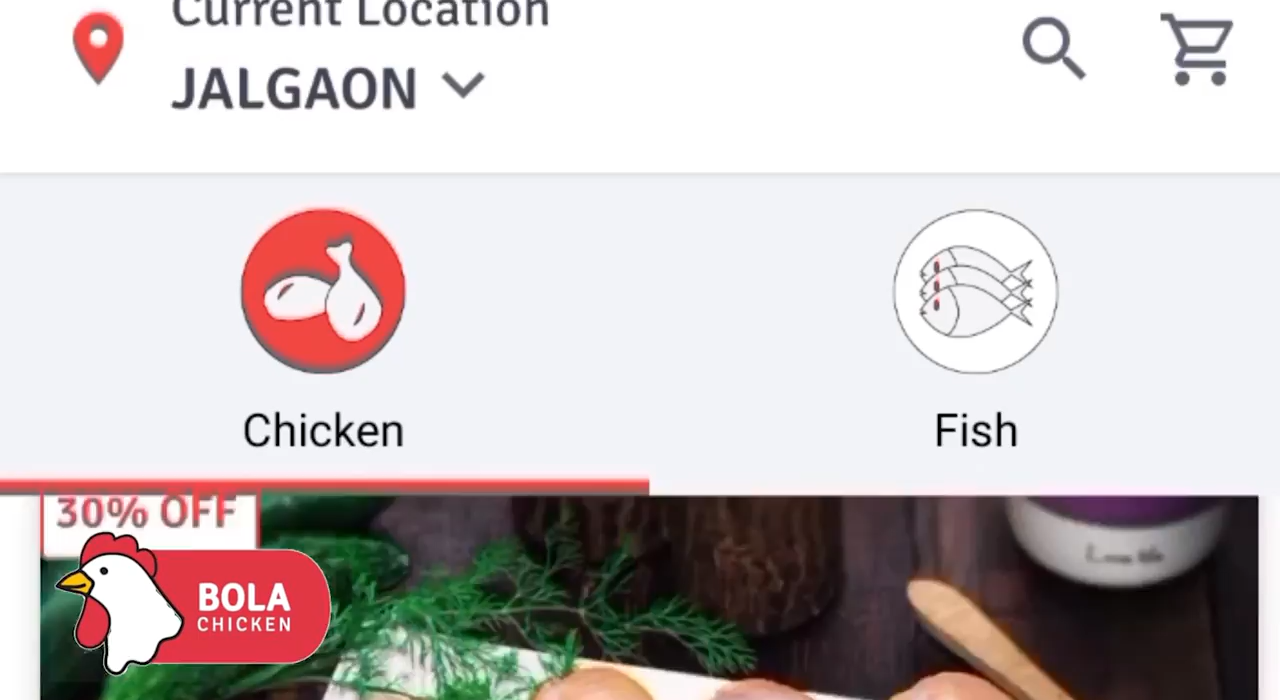 Current Location
JALGAON
Chicken
Fish
30% OFF
BOLA
CHICKEN